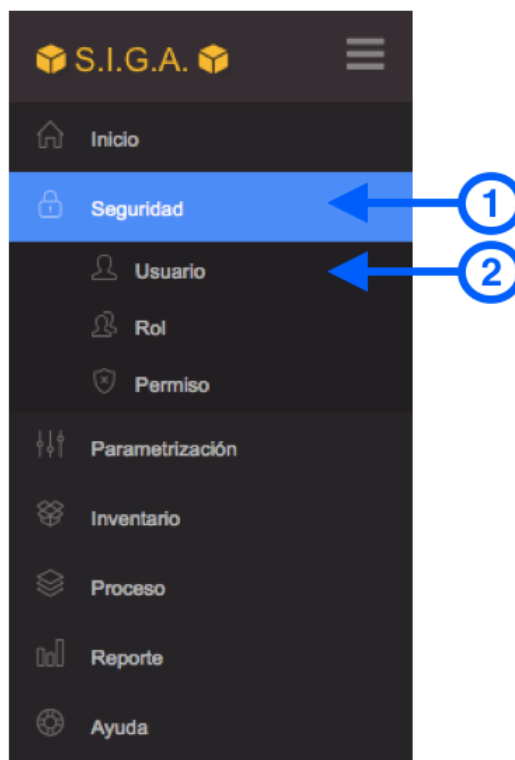 S.I.G.A.
Inicio
Seguridad
1
Usuario
2
Rol
Permiso
Parametrización
Inventario
Proceso
Reporte
Ayuda